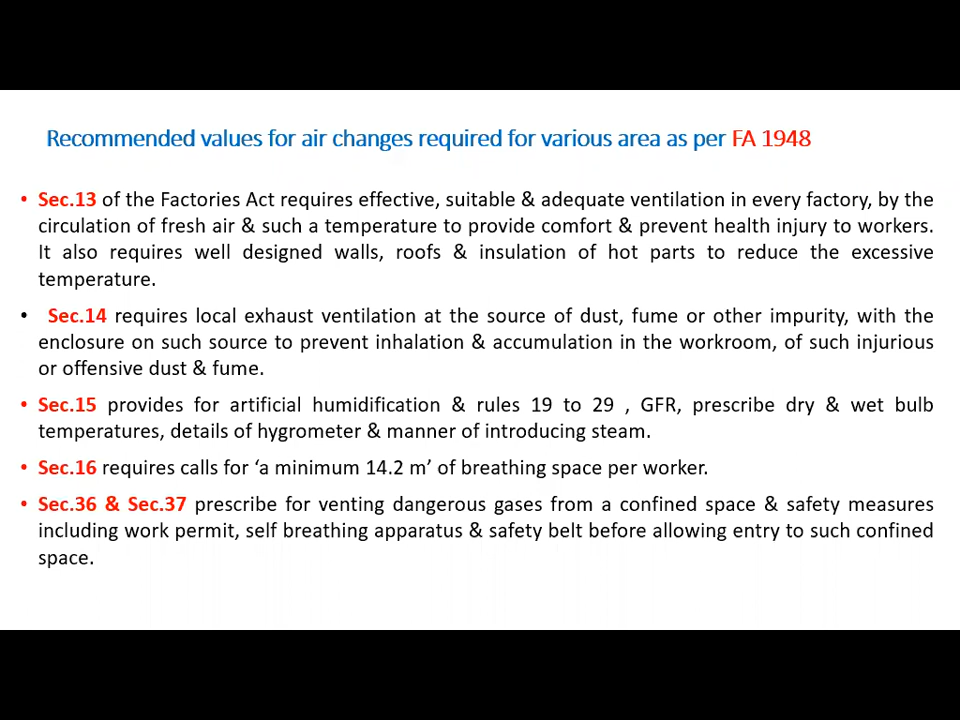 Recommended values for air changes required for various area as per FA 1948
• Sec.13 of the Factories Act requires effective, suitable & adequate ventilation in every factory, by the
circulation of fresh air & such a temperature to provide comfort & prevent health injury to workers.
It also requires well designed walls, roofs & insulation of hot parts to reduce the excessive
temperature.
• Sec.14 requires local exhaust ventilation at the source of dust, fume or other impurity, with the
enclosure on such source to prevent inhalation & accumulation in the workroom, of such injurious
or offensive dust & fume.
• Sec.15 provides for artificial humidification & rules 19 to 29 , GFR, prescribe dry & wet bulb
temperatures, details of hygrometer & manner of introducing steam.
• Sec.16 requires calls for ‘a minimum 14.2 m’ of breathing space per worker.
• Sec.36 & Sec.37 prescribe for venting dangerous gases from a confined space & safety measures
including work permit, self breathing apparatus & safety belt before allowing entry to such confined
space.